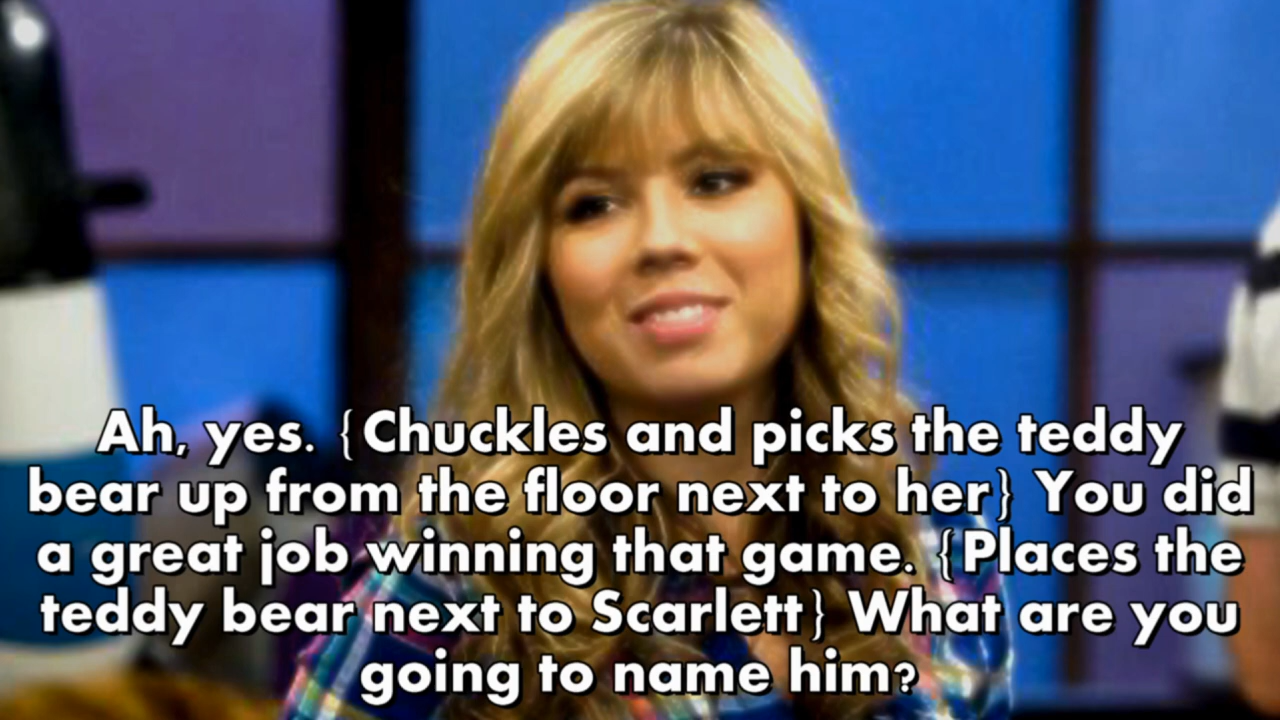 Ah, yes. {Chuckles and picks the teddy
bear up from the floor next to her} You did
a great job winning that game. {Places the
teddy bear next to Scarlett} What are you
going to name him?